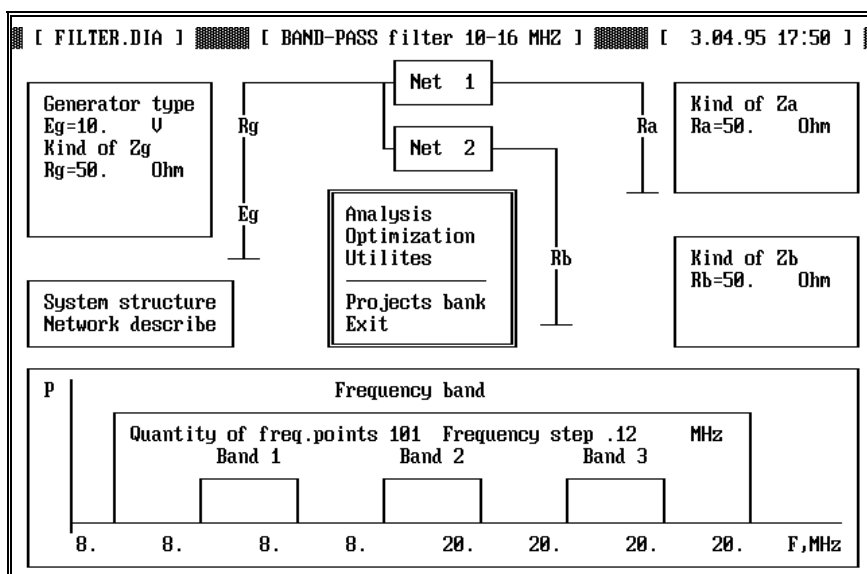 [ FILTER.DIA ] [ BAND-PASS filter 10-16 MHZ ] [ 3.04.95 17:50 ]
Generator type
Eg=10. V
Kind of Zg
Rg=50. Ohm
System structure
Network describe
Rg
Eg
Net 1
Net 2
Analysis
Optimization
Utilites
Projects bank
Exit
Rb
Ra
Kind of Za
Ra=50. Ohm
Kind of Zb
Rb=50. Ohm
P Frequency band
Quantity of freq.points 101 Frequency step .12 MHz
Band 1 Band 2 Band 3
8. 8. 8. 8. 20. 20. 20. 20. F,MHz